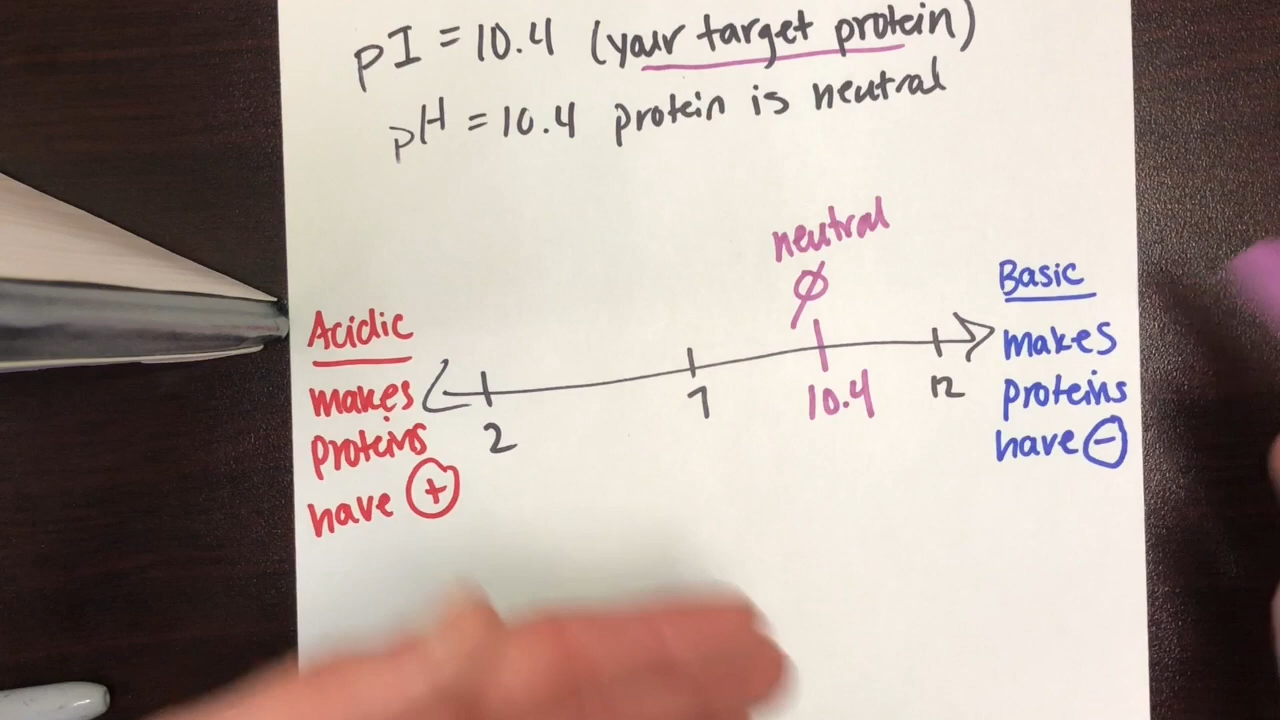 pI = 10.4 (your target protein)
pH = 10.4 protein is neutral
neutral
Ø
Acidic
makes
proteins
have +
2
7
10.4
12
Basic
makes
proteins
have -